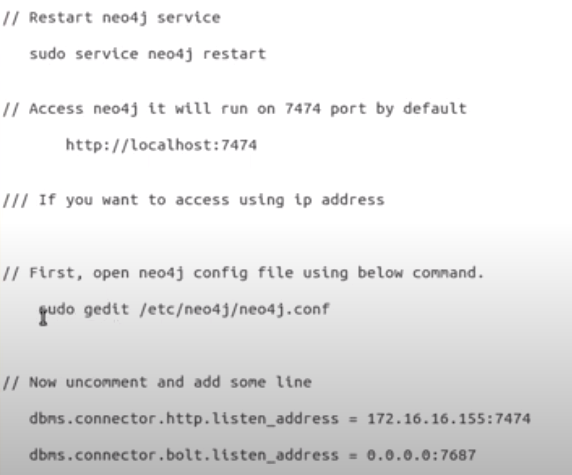 // Restart neo4j service
sudo service neo4j restart
// Access neo4j it will run on 7474 port by default
http://localhost:7474
/// If you want to access using ip address
// First, open neo4j config file using below command.
sudo gedit /etc/neo4j/neo4j.conf
// Now uncomment and add some line
dbms.connector.http.listen_address = 172.16.16.155:7474
dbms.connector.bolt.listen_address = 0.0.0.0:7687